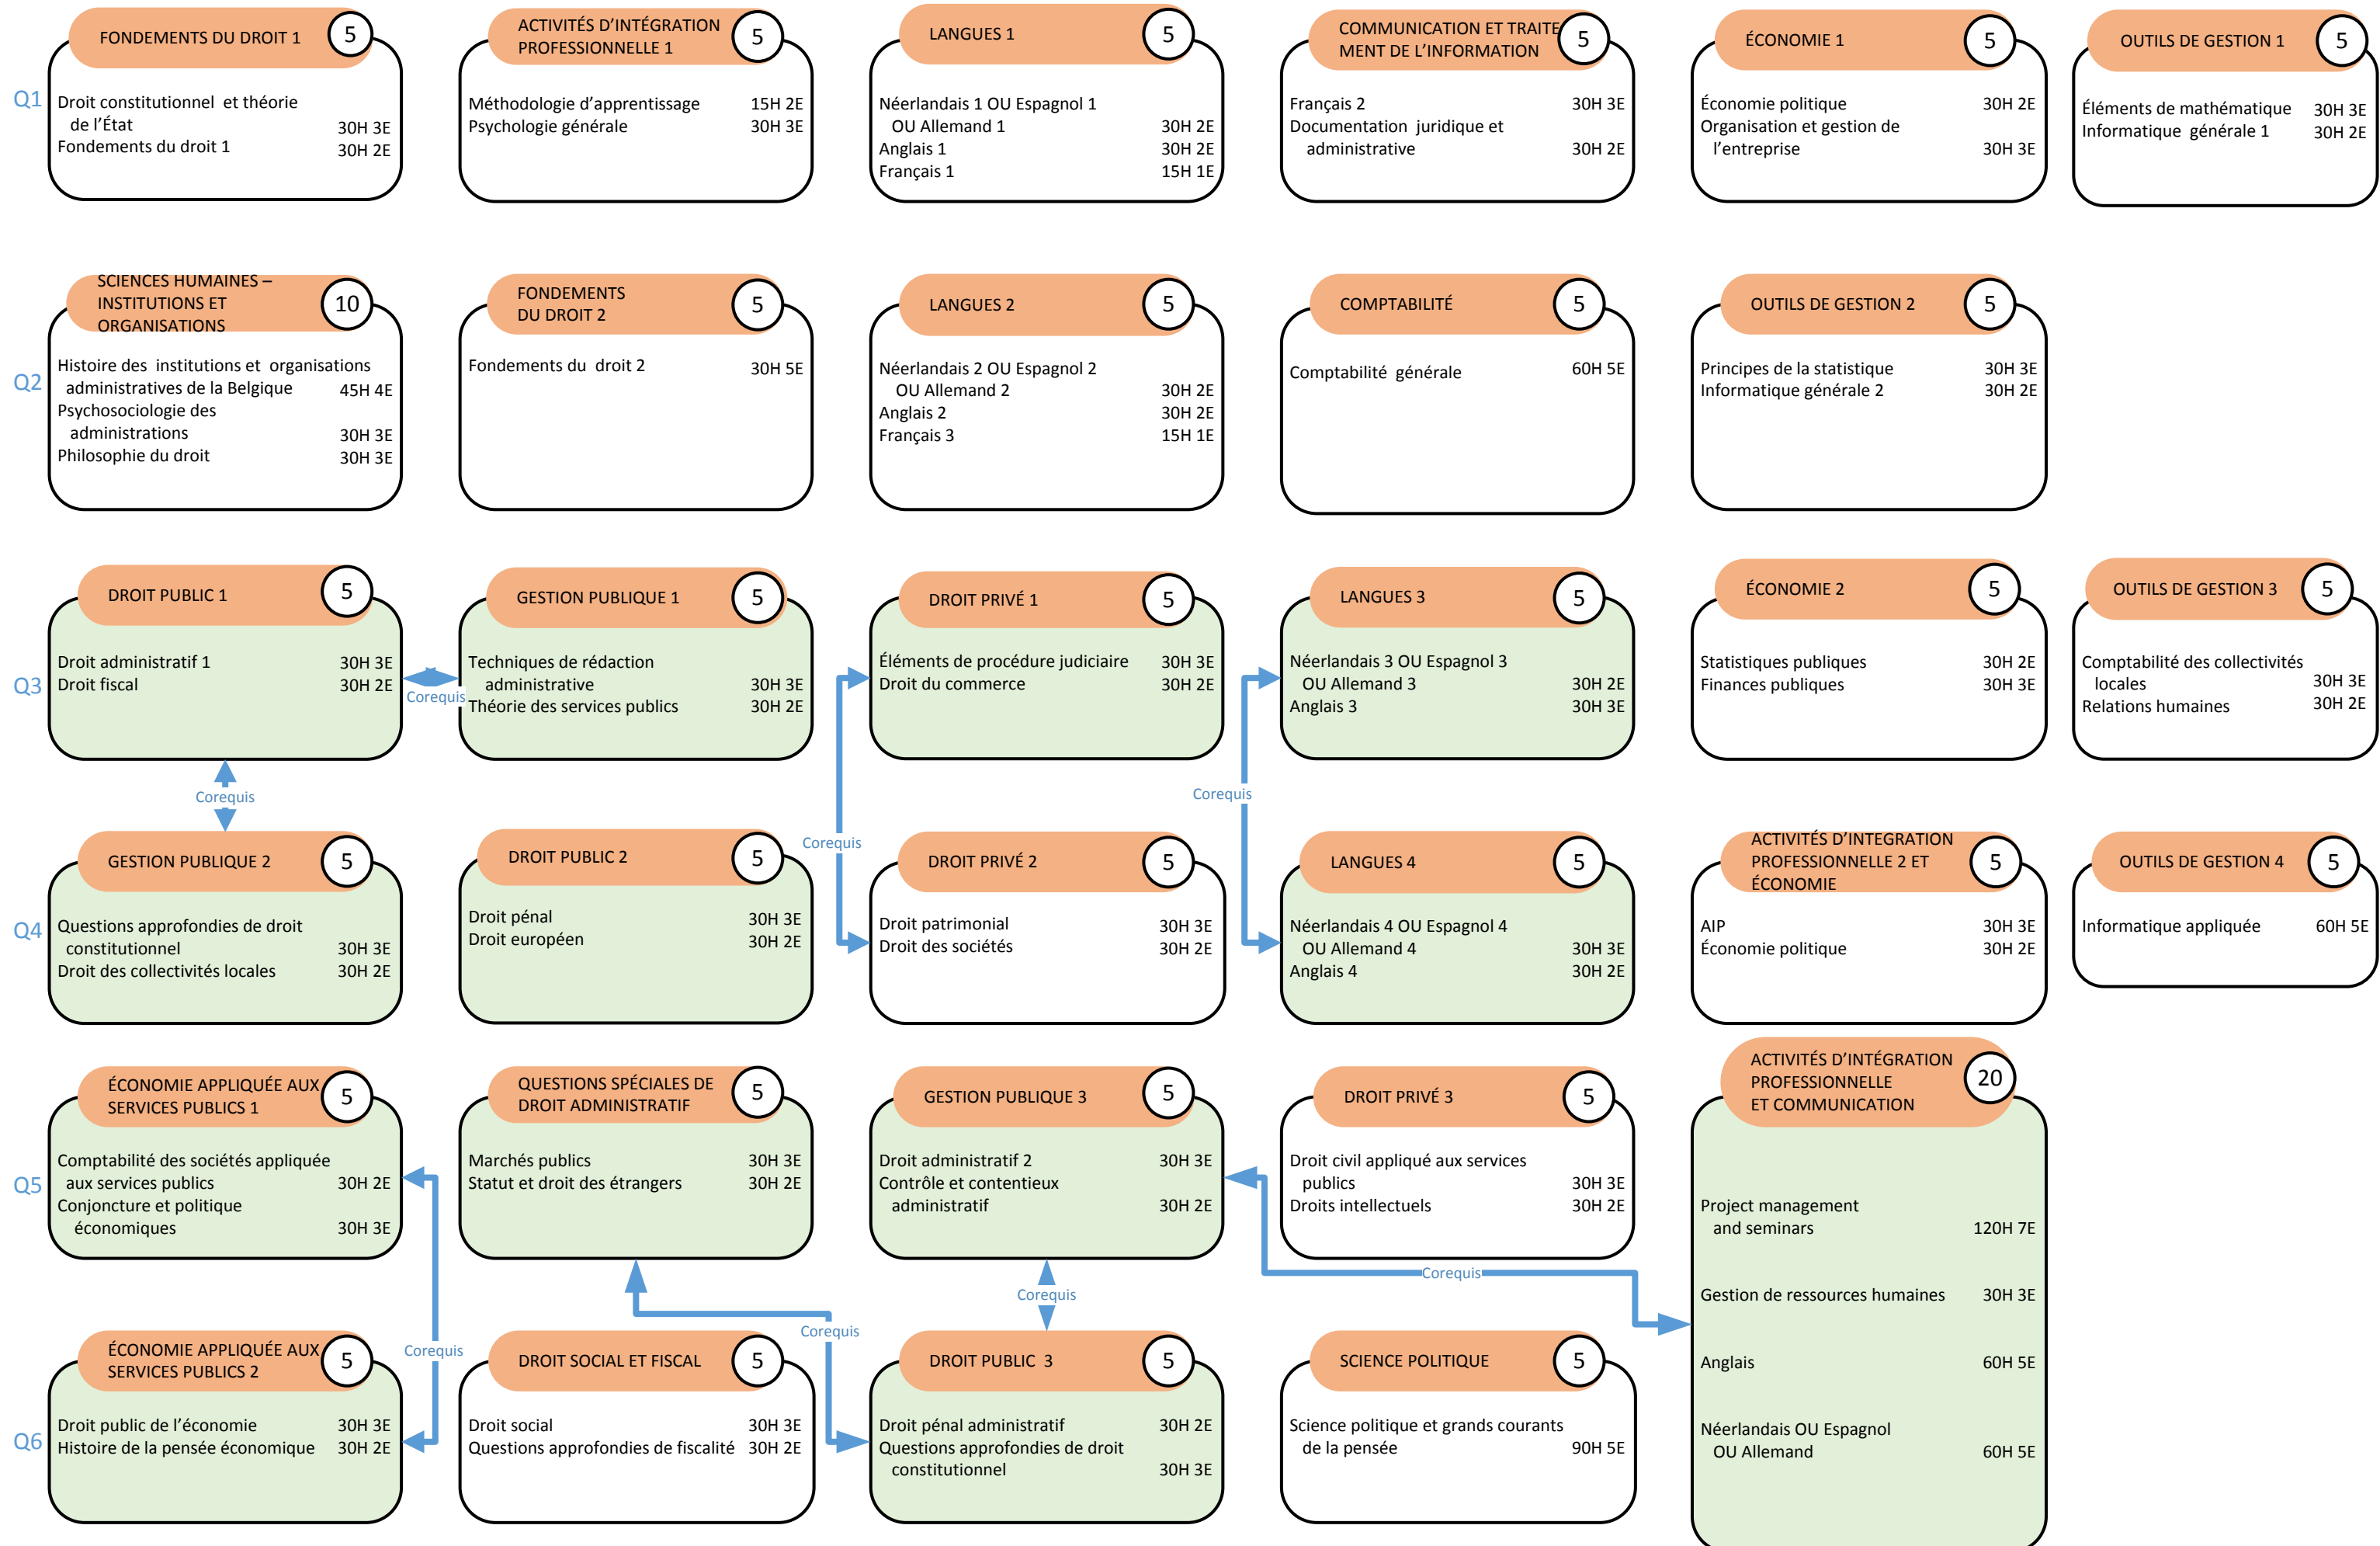 Q1
FONDEMENTS DU DROIT 1
5
Droit constitutionnel et théorie
de l'État 30H 3E
Fondements du droit 1 30H 2E
ACTIVITÉS D'INTÉGRATION
PROFESSIONNELLE 1
5
Méthodologie d'apprentissage 15H 2E
Psychologie générale 30H 3E
LANGUES 1
5
Néerlandais 1 OU Espagnol 1
OU Allemand 1 30H 2E
Anglais 1 30H 2E
Français 1 15H 1E
COMMUNICATION ET TRAITE
MENT DE L'INFORMATION
5
Français 2 30H 3E
Documentation juridique et
administrative 30H 2E
ÉCONOMIE 1
5
Économie politique 30H 2E
Organisation et gestion de
l'entreprise 30H 3E
OUTILS DE GESTION 1
5
Éléments de mathématique 30H 3E
Informatique générale 1 30H 2E
Q2
SCIENCES HUMAINES –
INSTITUTIONS ET
ORGANISATIONS
10
Histoire des institutions et organisations
administratives de la Belgique 45H 4E
Psychosociologie des
administrations 30H 3E
Philosophie du droit 30H 3E
FONDEMENTS
DU DROIT 2
5
Fondements du droit 2 30H 5E
LANGUES 2
5
Néerlandais 2 OU Espagnol 2
OU Allemand 2 30H 2E
Anglais 2 30H 2E
Français 3 15H 1E
COMPTABILITÉ
5
Comptabilité générale 60H 5E
OUTILS DE GESTION 2
5
Principes de la statistique 30H 3E
Informatique générale 2 30H 2E
Q3
DROIT PUBLIC 1
5
Droit administratif 1 30H 3E
Droit fiscal 30H 2E
Corequis
GESTION PUBLIQUE 1
5
Techniques de rédaction
administrative 30H 3E
Théorie des services publics 30H 2E
DROIT PRIVÉ 1
5
Éléments de procédure judiciaire 30H 3E
Droit du commerce 30H 2E
LANGUES 3
5
Néerlandais 3 OU Espagnol 3
OU Allemand 3 30H 2E
Anglais 3 30H 3E
ÉCONOMIE 2
5
Statistiques publiques 30H 2E
Finances publiques 30H 3E
OUTILS DE GESTION 3
5
Comptabilité des collectivités
locales 30H 3E
Relations humaines 30H 2E
Corequis
Corequis
Corequis
Q4
GESTION PUBLIQUE 2
5
Questions approfondies de droit
constitutionnel 30H 3E
Droit des collectivités locales 30H 2E
DROIT PUBLIC 2
5
Droit pénal 30H 3E
Droit européen 30H 2E
DROIT PRIVÉ 2
5
Droit patrimonial 30H 3E
Droit des sociétés 30H 2E
LANGUES 4
5
Néerlandais 4 OU Espagnol 4
OU Allemand 4 30H 3E
Anglais 4 30H 2E
ACTIVITÉS D'INTEGRATION
PROFESSIONNELLE 2 ET
ÉCONOMIE
5
AIP 30H 3E
Économie politique 30H 2E
OUTILS DE GESTION 4
5
Informatique appliquée 60H 5E
Q5
ÉCONOMIE APPLIQUÉE AUX
SERVICES PUBLICS 1
5
Comptabilité des sociétés appliquée
aux services publics 30H 2E
Conjoncture et politique
économiques 30H 3E
QUESTIONS SPÉCIALES DE
DROIT ADMINISTRATIF
5
Marchés publics 30H 3E
Statut et droit des étrangers 30H 2E
GESTION PUBLIQUE 3
5
Droit administratif 2 30H 3E
Contrôle et contentieux
administratif 30H 2E
DROIT PRIVÉ 3
5
Droit civil appliqué aux services
publics 30H 3E
Droits intellectuels 30H 2E
ACTIVITÉS D'INTÉGRATION
PROFESSIONNELLE
ET COMMUNICATION
20
Project management
and seminars 120H 7E
Gestion de ressources humaines 30H 3E
Anglais 60H 5E
Néerlandais OU Espagnol
OU Allemand 60H 5E
Corequis
Corequis
Corequis
Corequis
Q6
ÉCONOMIE APPLIQUÉE AUX
SERVICES PUBLICS 2
5
Droit public de l'économie 30H 3E
Histoire de la pensée économique 30H 2E
DROIT SOCIAL ET FISCAL
5
Droit social 30H 3E
Questions approfondies de fiscalité 30H 2E
DROIT PUBLIC 3
5
Droit pénal administratif 30H 2E
Questions approfondies de droit
constitutionnel 30H 3E
SCIENCE POLITIQUE
5
Science politique et grands courants
de la pensée 90H 5E